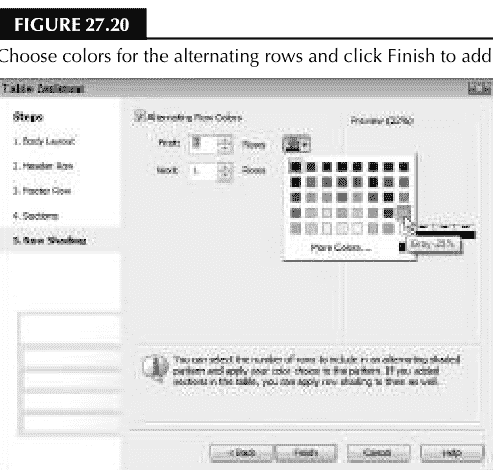 FIGURE 27.20
Choose colors for the alternating rows and click Finish to add
Table Assistant
Steps
1. Body Layout
2. Header Row
3. Footer Row
4. Sections
5. Row Shading
Alternating Row Colors
First: Rows
Next: 1 Rows
Preview (22%)
More Colors...
Gray-25%
You can select the number of rows to include in an alternating shaded
pattern and apply your color choice to the pattern. If you added
sections in the table, you can apply row shading to them as well.
< Back
Finish
Cancel
Help